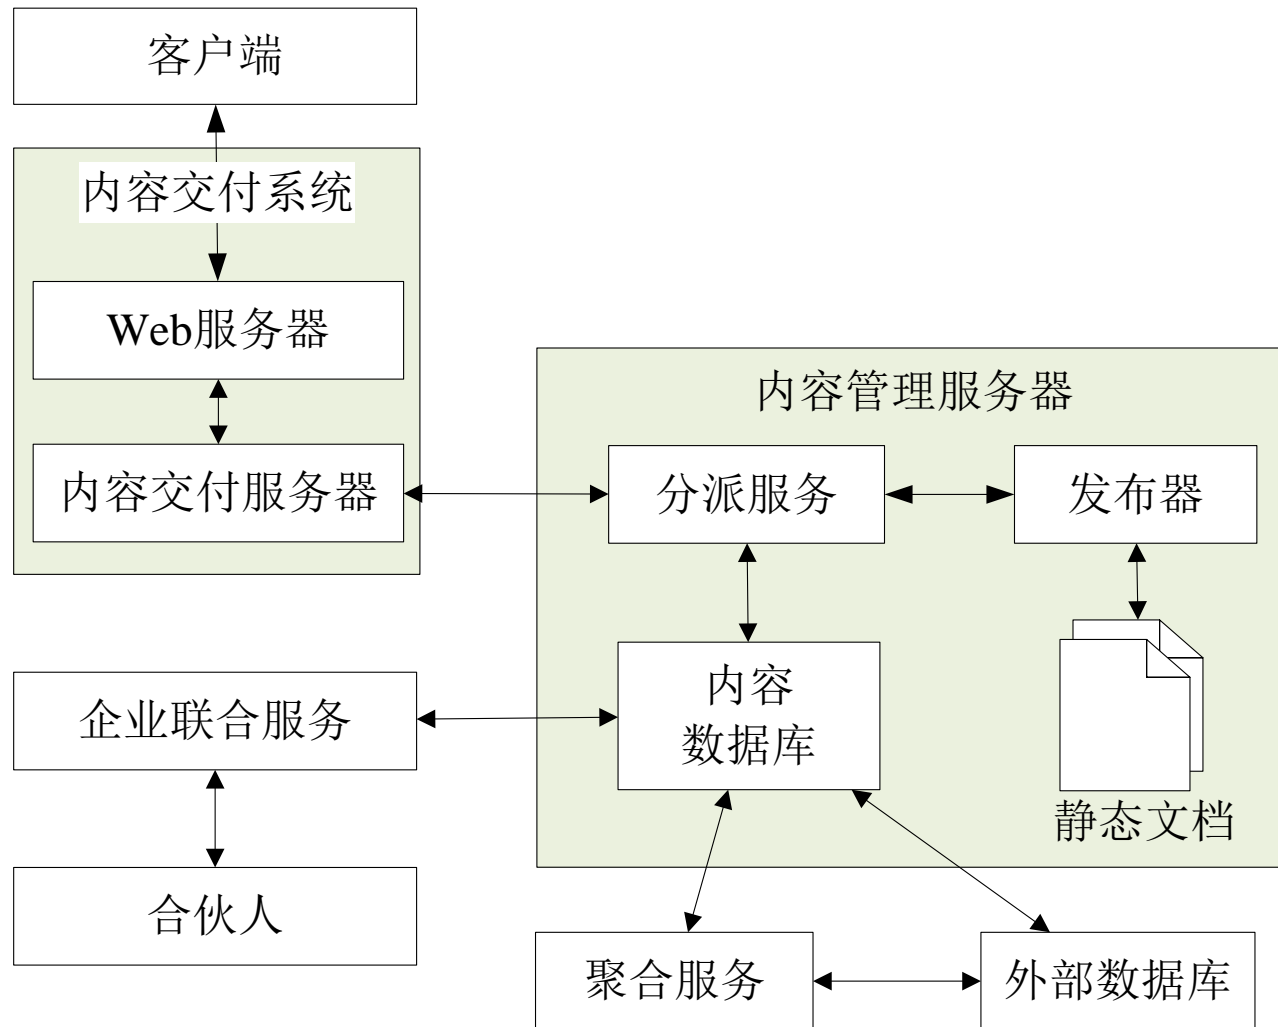 客户端
内容交付系统
Web服务器
内容交付服务器
内容管理服务器
分派服务
发布器
内容
数据库
静态文档
企业联合服务
合伙人
聚合服务
外部数据库